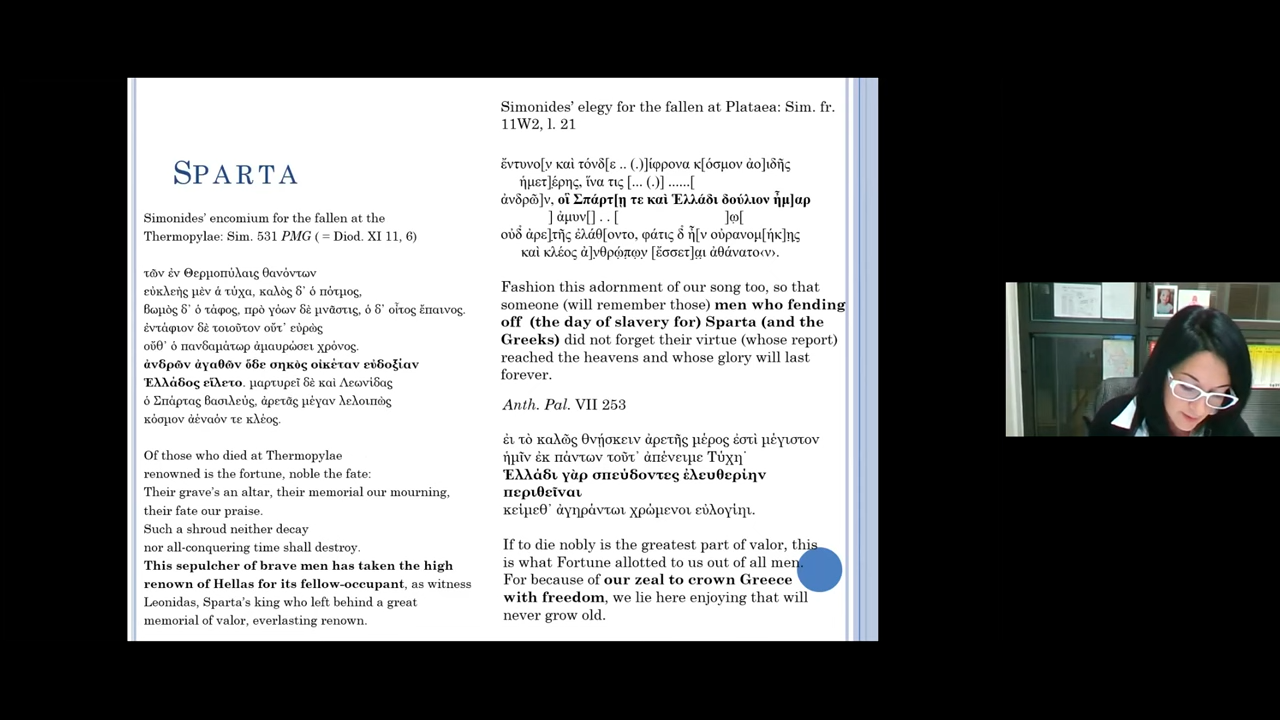 SPARTA
Simonides' encomium for the fallen at the
Thermopylae: Sim. 531 PMG ( = Diod. XI 11, 6)
τῶν ἐν Θερμοπύλαις θανόντων
εὐκλεὴς μὲν ἁ τύχα, καλὸς δ᾽ ὁ πότμος,
βωμὸς δ᾽ ὁ τάφος, πρὸ γόων δὲ μνᾶστις, ὁ δ᾽ οἶτος ἔπαινος.
ἐντάφιον δὲ τοιοῦτον οὔτ᾽ εὐρὼς
οὔθ᾽ ὁ πανδαμάτωρ ἀμαυρώσει χρόνος.
ἀνδρῶν ἀγαθῶν ὅδε σηκὸς οἰκέταν εὐδοξίαν
Ἑλλάδος εἵλετο. μαρτυρεῖ δὲ καὶ Λεωνίδας
ὁ Σπάρτας βασιλεύς, ἀρετᾶς μέγαν λελοιπὼς
κόσμον ἀέναόν τε κλέος.
Of those who died at Thermopylae
renowned is the fortune, noble the fate:
Their grave's an altar, their memorial our mourning,
their fate our praise.
Such a shroud neither decay
nor all-conquering time shall destroy.
This sepulcher of brave men has taken the high
renown of Hellas for its fellow-occupant, as witness
Leonidas, Sparta's king who left behind a great
memorial of valor, everlasting renown.
Simonides' elegy for the fallen at Plataea: Sim. fr.
11W2, l. 21
ἔντυνο[ν καὶ τόνδ[ε .. (.)]ίφρονα κ[όσμον ἀο]ιδῆς
ἡμετ]έρης, ἵνα τις [... (.)] ......[
ἀνδρῶ]ν, οἳ Σπάρτ[ῃ τε καὶ Ἑλλάδι δούλιον ἦμ]αρ
] ἀμυν[] . . [ ]ῳ[
οὐδ᾽ ἀρε]τῆς ἐλάθ[οντο, φάτις δ᾽ ἦ[ν οὐρανομ[ήκ]ης
καὶ κλέος ἀ]νθρώπων [ἔσσετ]αι ἀθάνατο‹ν›.
Fashion this adornment of our song too, so that
someone (will remember those) men who fending
off (the day of slavery for) Sparta (and the
Greeks) did not forget their virtue (whose report)
reached the heavens and whose glory will last
forever.
Anth. Pal. VII 253
εἰ τὸ καλῶς θνῄσκειν ἀρετῆς μέρος ἐστὶ μέγιστον
ἡμῖν ἐκ πάντων τοῦτ᾽ ἀπένειμε Τύχη˙
Ἑλλάδι γὰρ σπεύδοντες ἐλευθερίην
περιθεῖναι
κείμεθ᾽ ἀγηράντωι χρώμενοι εὐλογίηι.
If to die nobly is the greatest part of valor, this
is what Fortune allotted to us out of all men.
For because of our zeal to crown Greece
with freedom, we lie here enjoying that will
never grow old.